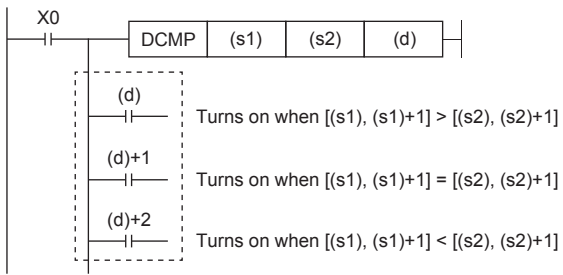 X0
DCMP (s1) (s2) (d)
(d)
Turns on when [(s1), (s1)+1] > [(s2), (s2)+1]
(d)+1
Turns on when [(s1), (s1)+1] = [(s2), (s2)+1]
(d)+2
Turns on when [(s1), (s1)+1] < [(s2), (s2)+1]